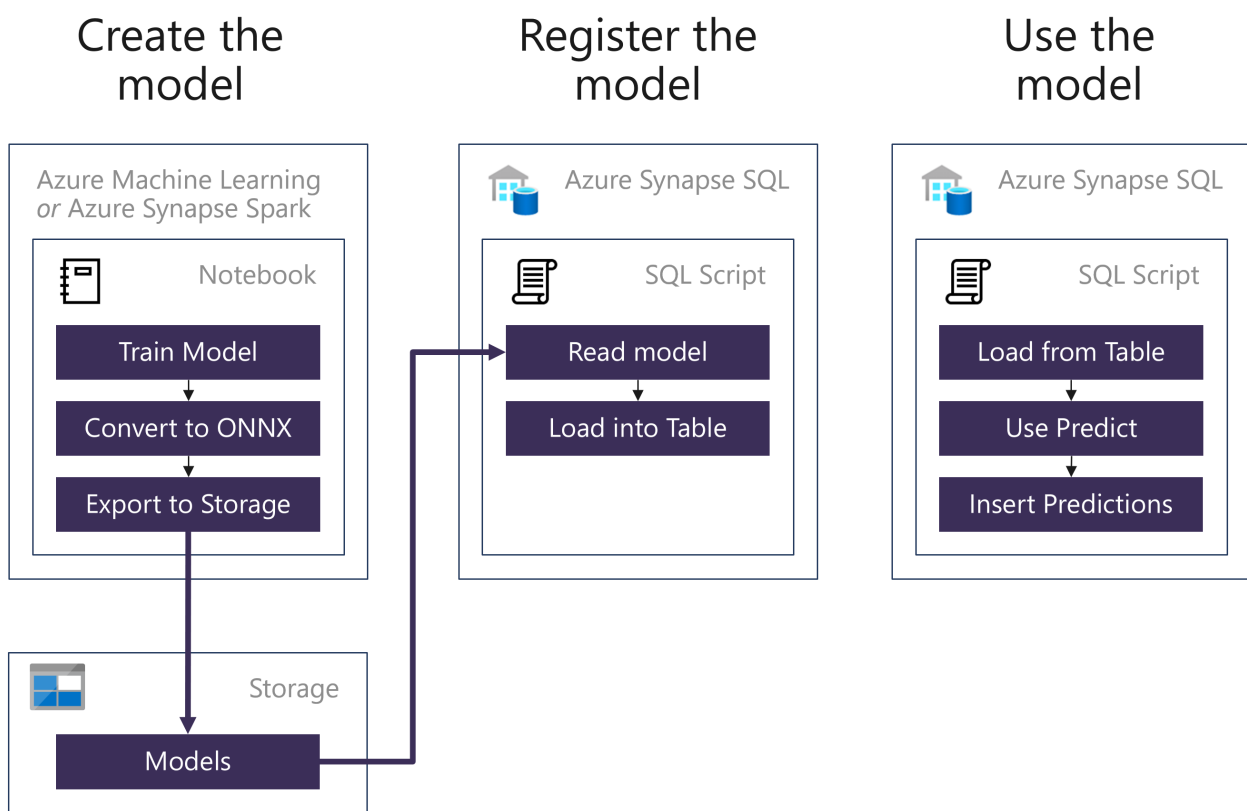 Create the
model
Register the
model
Use the
model
Azure Machine Learning
or Azure Synapse Spark
Notebook
Train Model
Convert to ONNX
Export to Storage
Storage
Models
Azure Synapse SQL
SQL Script
Read model
Load into Table
Azure Synapse SQL
SQL Script
Load from Table
Use Predict
Insert Predictions